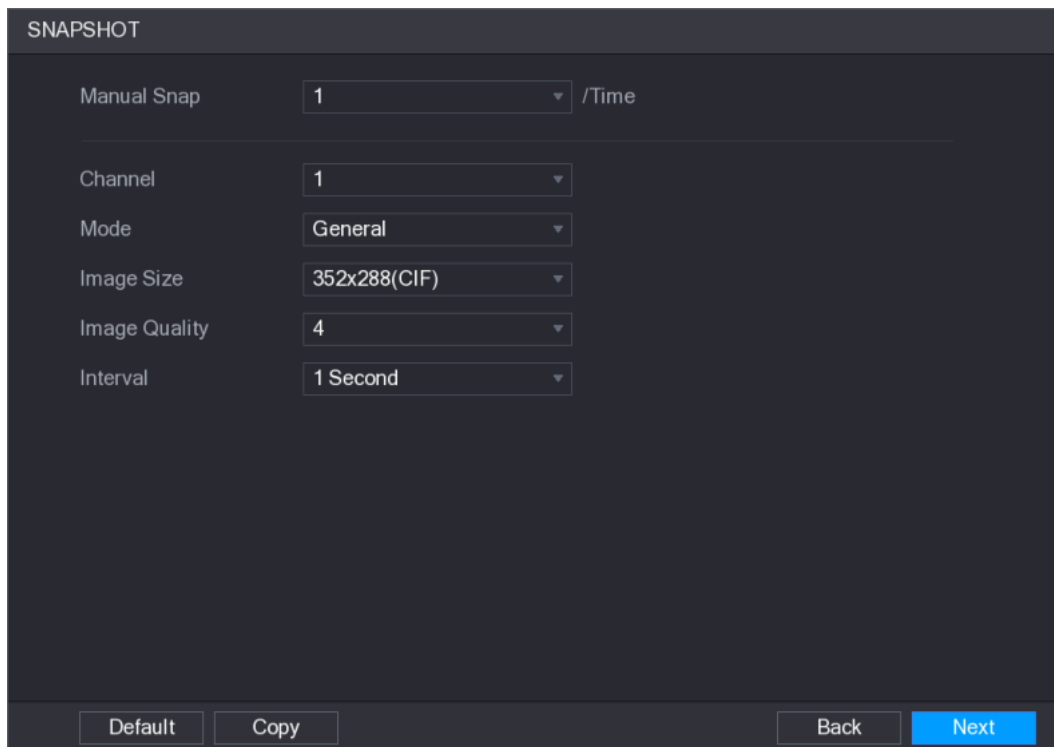 SNAPSHOT
Manual Snap 1 /Time
Channel 1
Mode General
Image Size 352x288(CIF)
Image Quality 4
Interval 1 Second
Default Copy Back Next